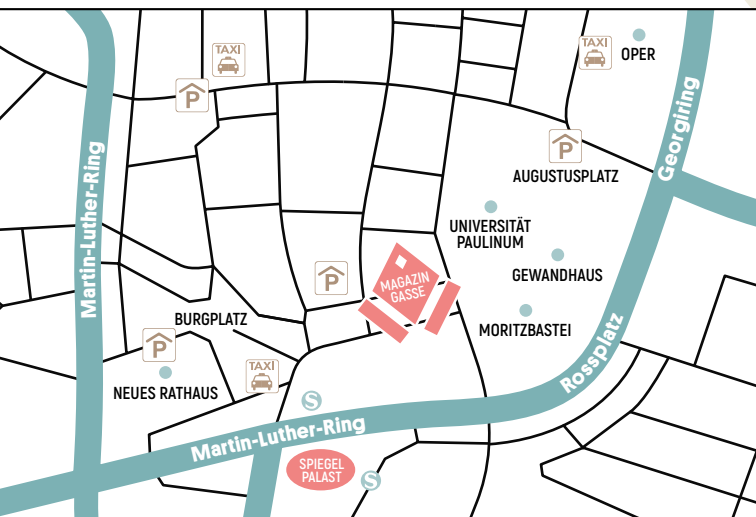 TAXI
TAXI
OPER
P
Georgiring
P
AUGUSTUSPLATZ
Martin-Luther-Ring
UNIVERSITÄT
PAULINUM
GEWANDHAUS
P
MAGAZIN
GASSE
BURGPLATZ
MORITZBASTEI
P
Rossplatz
TAXI
NEUES RATHAUS
S
Martin-Luther-Ring
SPIEGEL
PALAST
S